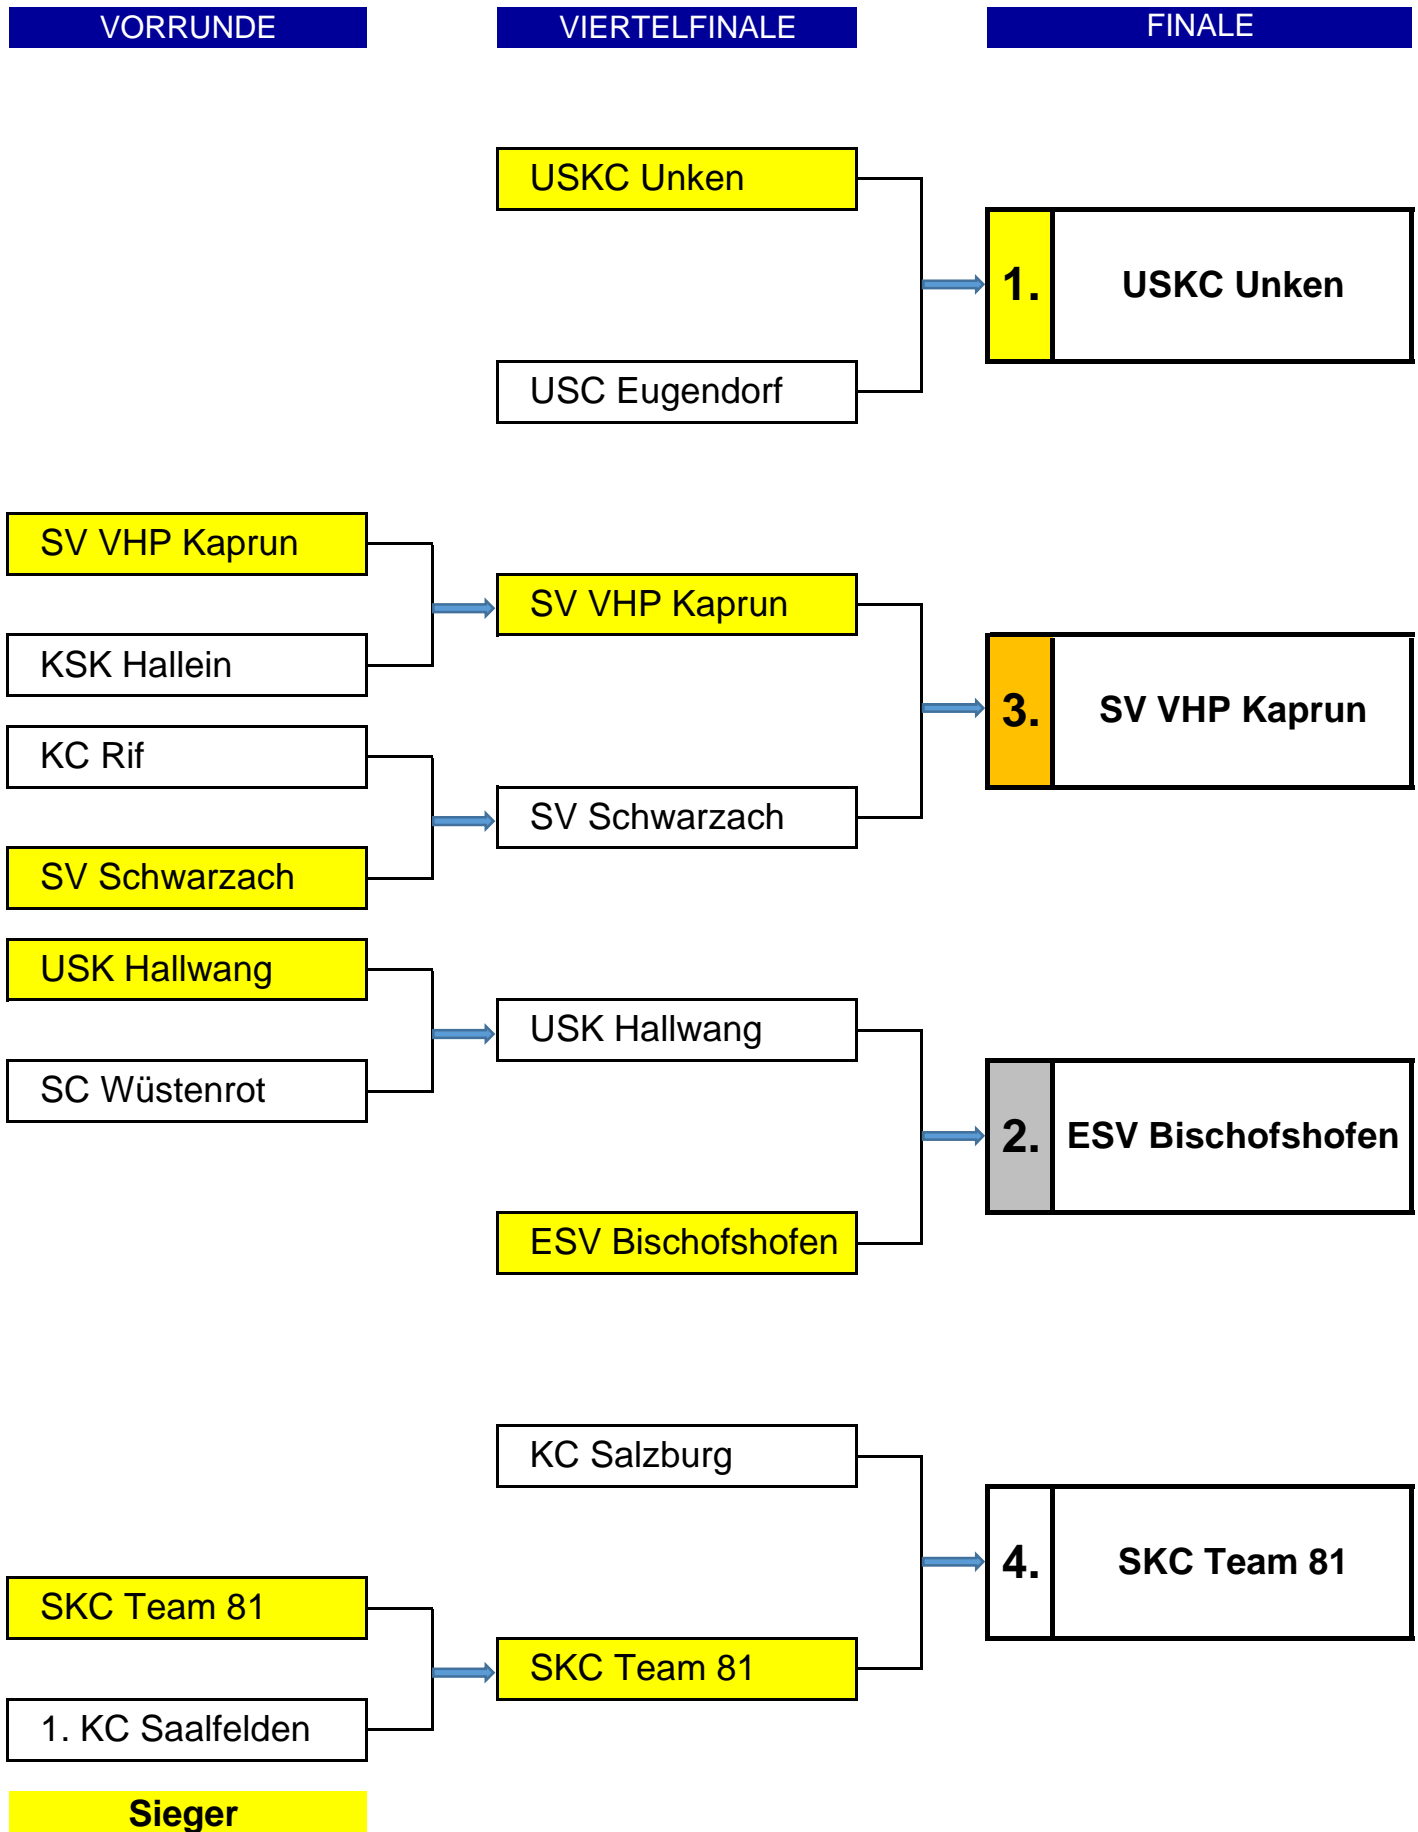 VORRUNDE
VIERTELFINALE
FINALE
USKC Unken
1.
USKC Unken
USC Eugendorf
SV VHP Kaprun
SV VHP Kaprun
KSK Hallein
3.
SV VHP Kaprun
KC Rif
SV Schwarzach
SV Schwarzach
USK Hallwang
USK Hallwang
SC Wüstenrot
2.
ESV Bischofshofen
ESV Bischofshofen
KC Salzburg
4.
SKC Team 81
SKC Team 81
SKC Team 81
1. KC Saalfelden
Sieger